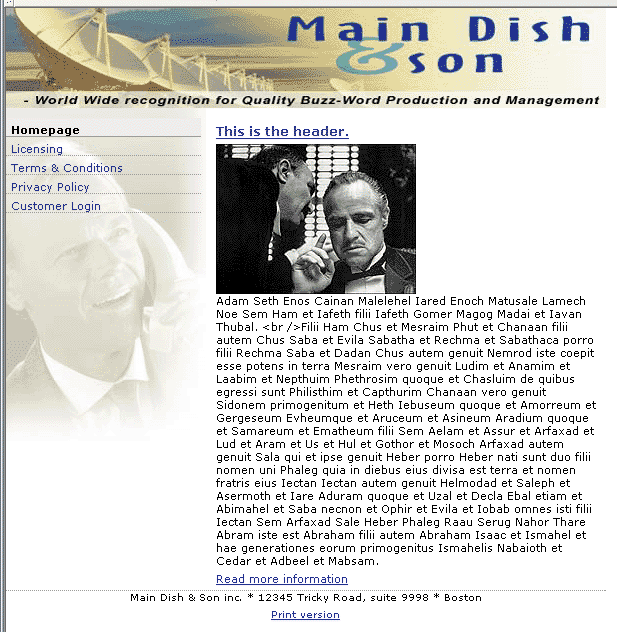 Main Dish
&son
- World Wide recognition for Quality Buzz-Word Production and Management
Homepage
Licensing
Terms & Conditions
Privacy Policy
Customer Login
This is the header.
Adam Seth Enos Cainan Malelehel Iared Enoch Matusale Lamech
Noe Sem Ham et Iafeth filii Iafeth Gomer Magog Madai et Iavan
Thubal. <br />Filii Ham Chus et Mesraim Phut et Chanaan filii
autem Chus Saba et Evila Sabatha et Rechma et Sabathaca porro
filii Rechma Saba et Dadan Chus autem genuit Nemrod iste coepit
esse potens in terra Mesraim vero genuit Ludim et Anamim et
Laabim et Nepthuim Phethrosim quoque et Chasluim de quibus
egressi sunt Philisthim et Capthurim Chanaan vero genuit
Sidonem primogenitum et Heth Iebuseum quoque et Amorreum et
Gergeseum Evheumque et Aruceum et Asineum Aradium quoque
et Samareum et Ematheum filii Sem Aelam et Assur et Arfaxad et
Lud et Aram et Us et Hul et Gothor et Mosoch Arfaxad autem
genuit Sala qui et ipse genuit Heber porro Heber nati sunt duo filii
nomen uni Phaleg quia in diebus eius divisa est terra et nomen
fratris eius Iectan Iectan autem genuit Helmodad et Saleph et
Asermoth et Iare Aduram quoque et Uzal et Decla Ebal etiam et
Abimahel et Saba necnon et Ophir et Evila et Iobab omnes isti filii
Iectan Sem Arfaxad Sale Heber Phaleg Raau Serug Nahor Thare
Abram iste est Abraham filii autem Abraham Isaac et Ismahel et
hae generationes eorum primogenitus Ismahelis Nabaioth et
Cedar et Adbeel et Mabsam.
Read more information
Main Dish & Son inc. * 12345 Tricky Road, suite 9998 * Boston
Print version